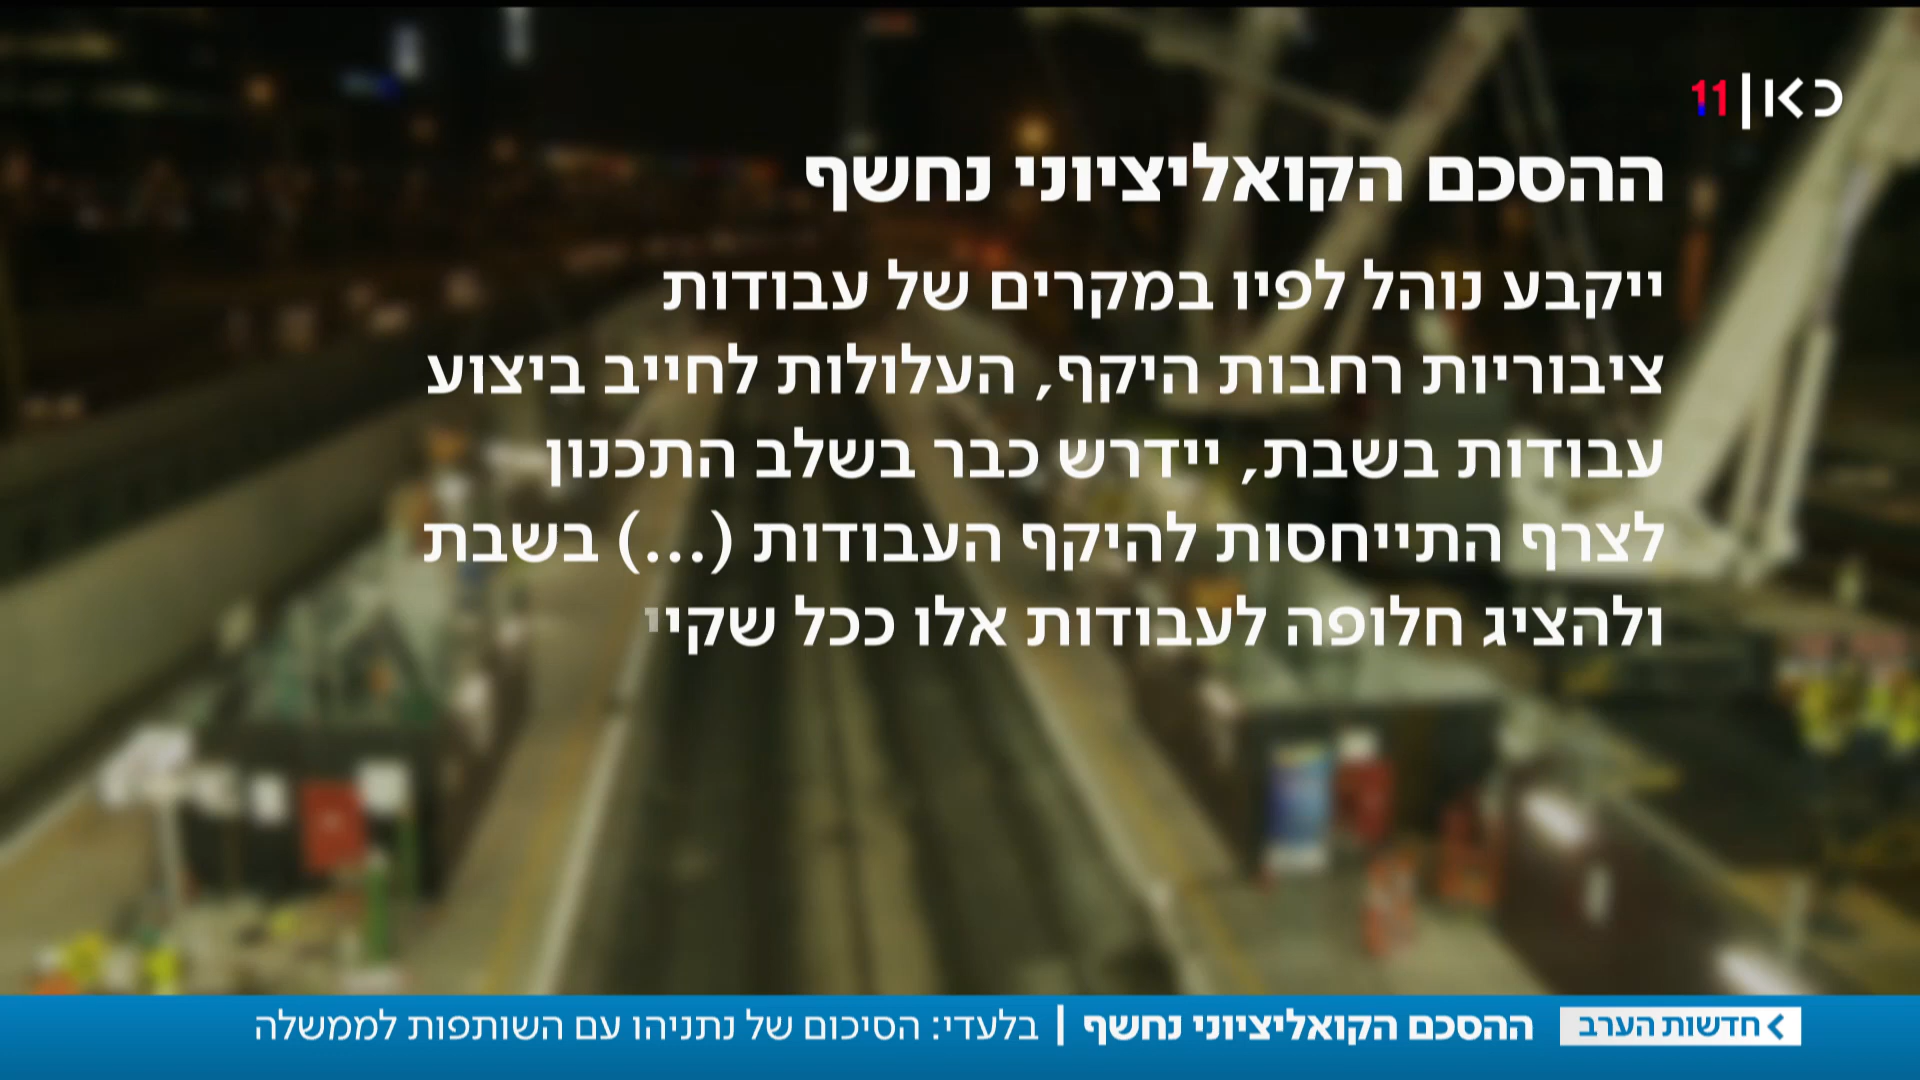 כאן | 11
ההסכם הקואליציוני נחשף
ייקבע נוהל לפיו במקרים של עבודות
ציבוריות רחבות היקף, העלולות לחייב ביצוע
עבודות בשבת, יידרש כבר בשלב התכנון
לצרף התייחסות להיקף העבודות (...) בשבת
ולהציג חלופה לעבודות אלו ככל שקיי
חדשות הערב
ההסכם הקואליציוני נחשף | בלעדי: הסיכום של נתניהו עם השותפות לממשלה